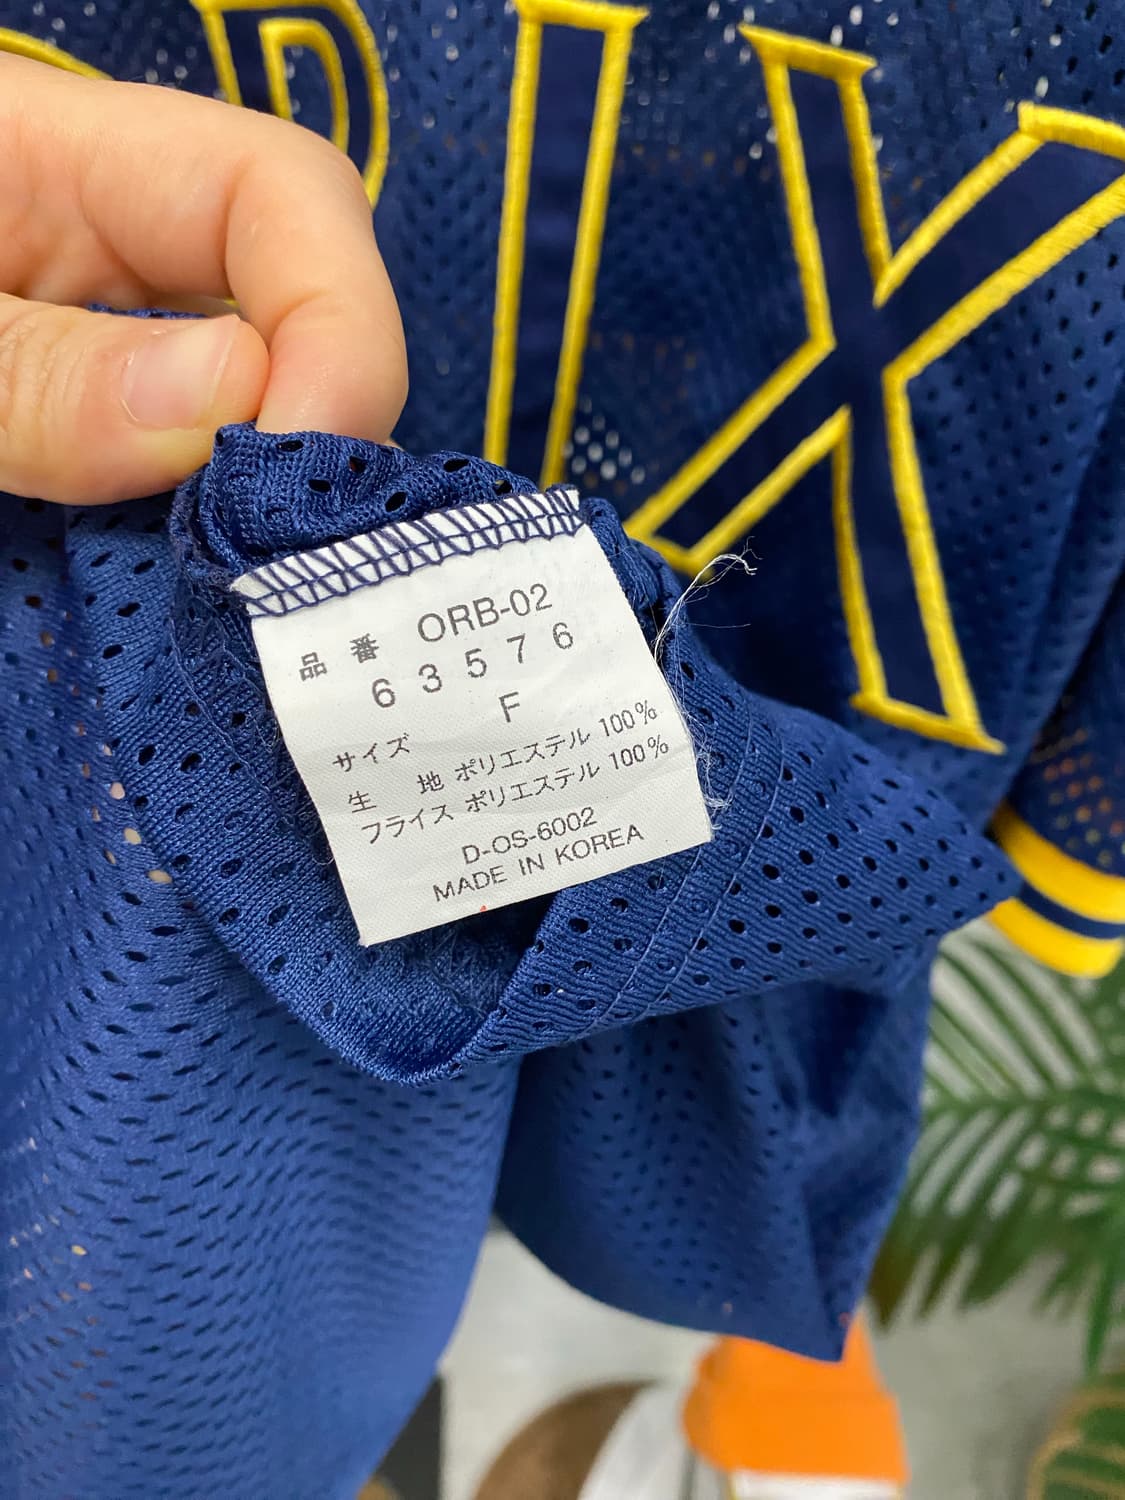 DIX
品 番 ORB-02
6 3 5 7 6
サイズ F
生 地 ポリエステル 100%
フライス ポリエステル 100%
D-OS-6002
MADE IN KOREA